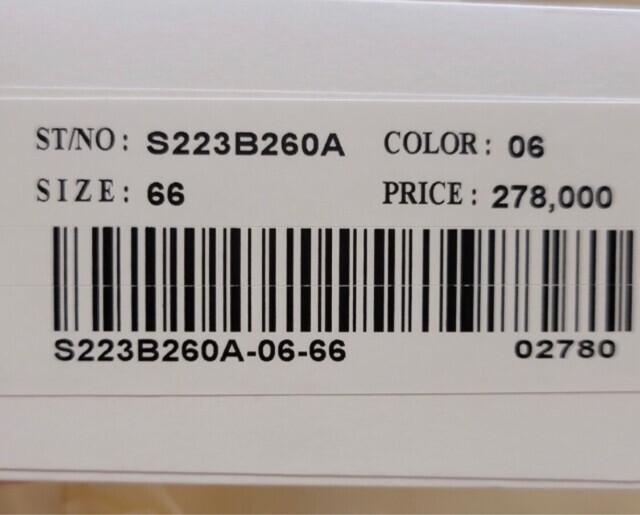 ST/NO: S223B260A COLOR: 06
SIZE: 66 PRICE: 278,000
S223B260A-06-66 02780